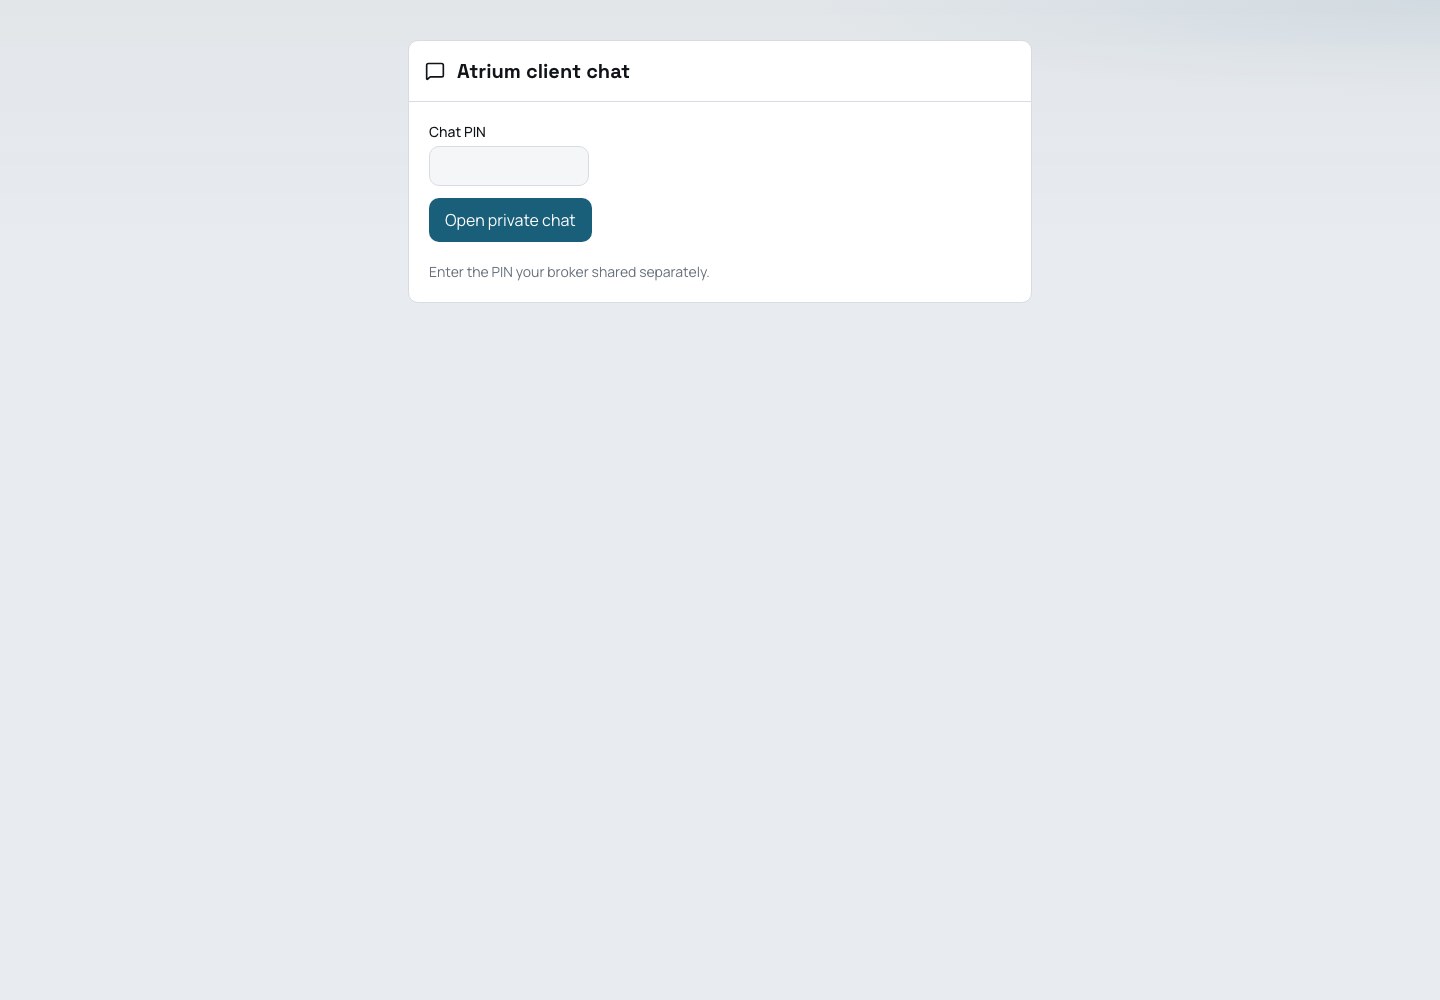 Atrium client chat
Chat PIN
Open private chat
Enter the PIN your broker shared separately.